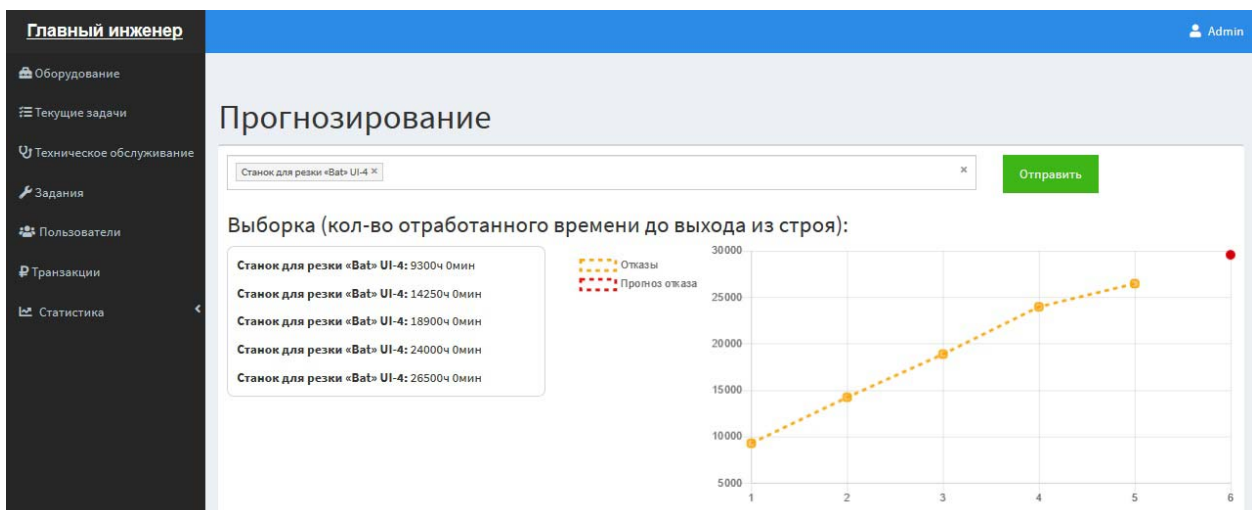 Главный инженер
Admin
Оборудование
Текущие задачи
Техническое обслуживание
Задания
Пользователи
Транзакции
Статистика
Прогнозирование
Станок для резки «Bat» UI-4 ×
×
Отправить
Выборка (кол-во отработанного времени до выхода из строя):
Станок для резки «Bat» UI-4: 9300ч 0мин
Станок для резки «Bat» UI-4: 14250ч 0мин
Станок для резки «Bat» UI-4: 18900ч 0мин
Станок для резки «Bat» UI-4: 24000ч 0мин
Станок для резки «Bat» UI-4: 26500ч 0мин
Отказы
Прогноз отказа
30000
25000
20000
15000
10000
5000
1 2 3 4 5 6